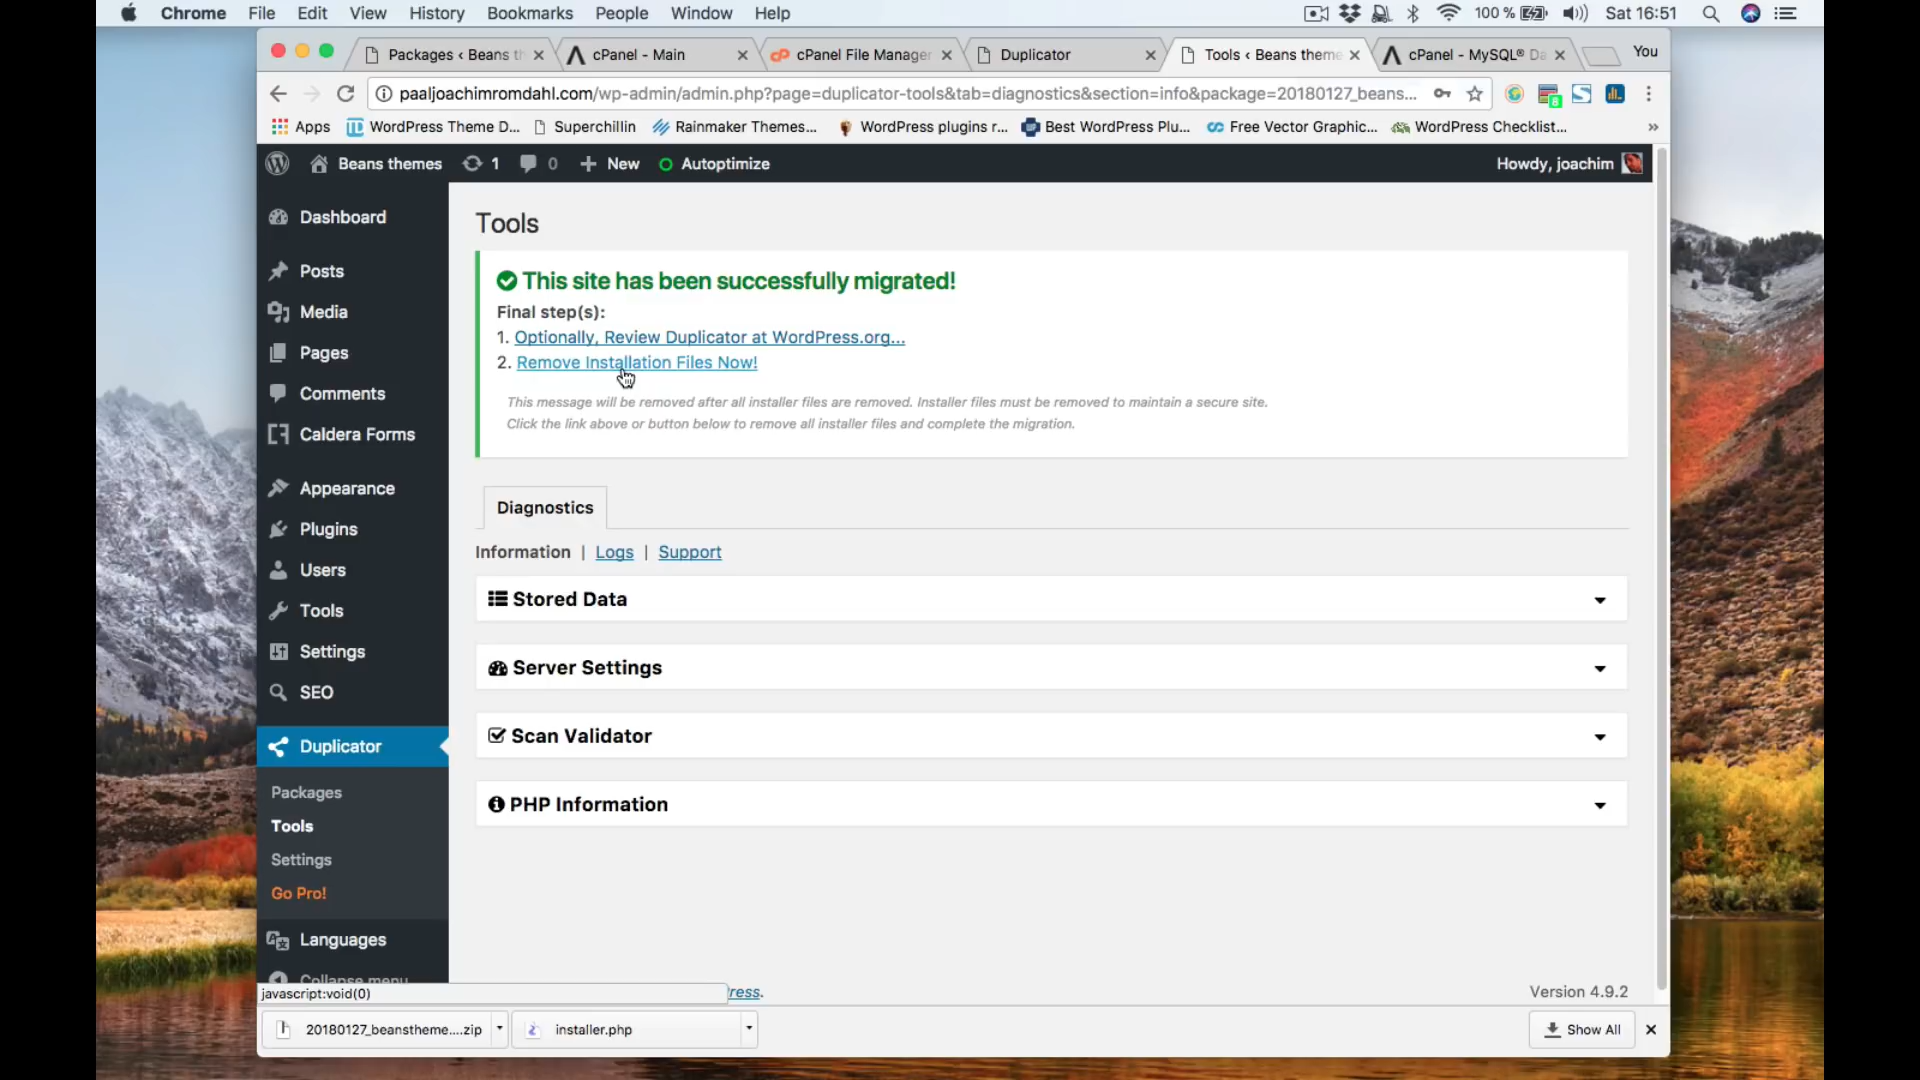 Chrome File Edit View History Bookmarks People Window Help 100 % Sat 16:51
Packages ‹ Beans th cPanel - Main cPanel File Manager Duplicator Tools ‹ Beans theme cPanel - MySQL® Da You
paaljoachimromdahl.com/wp-admin/admin.php?page=duplicator-tools&tab=diagnostics&section=info&package=20180127_beans...
Apps WordPress Theme D... Superchillin Rainmaker Themes... WordPress plugins r... Best WordPress Plu... Free Vector Graphic... WordPress Checklist... »
Beans themes 1 0 New Autoptimize Howdy, joachim
Dashboard
Posts
Media
Pages
Comments
Caldera Forms
Appearance
Plugins
Users
Tools
Settings
SEO
Duplicator
Packages
Tools
Settings
Go Pro!
Languages
Collapse menu
Tools
This site has been successfully migrated!
Final step(s):
1. Optionally, Review Duplicator at WordPress.org...
2. Remove Installation Files Now!
This message will be removed after all installer files are removed. Installer files must be removed to maintain a secure site.
Click the link above or button below to remove all installer files and complete the migration.
Diagnostics
Information | Logs | Support
Stored Data
Server Settings
Scan Validator
PHP Information
javascript:void(0) ress. Version 4.9.2
20180127_beanstheme....zip installer.php Show All